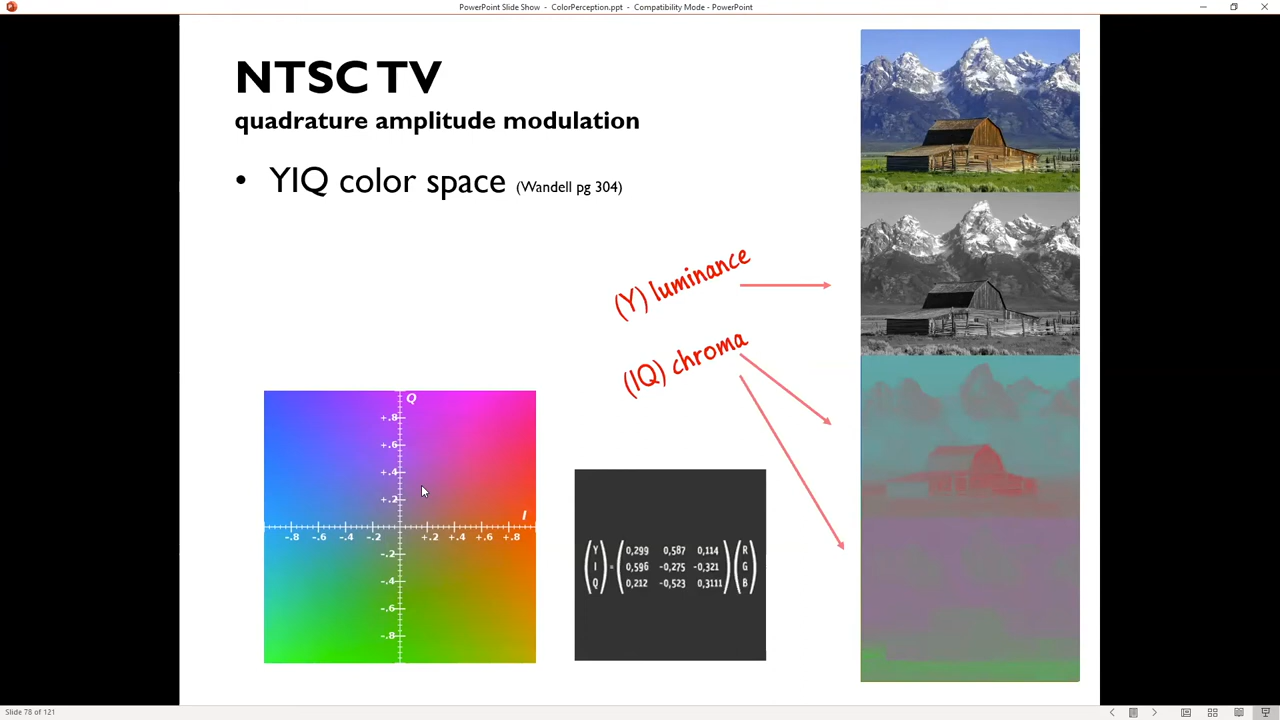 PowerPoint Slide Show - ColorPerception.ppt - Compatibility Mode - PowerPoint
NTSC TV
quadrature amplitude modulation
• YIQ color space (Wandell pg 304)
(Y) luminance
(IQ) chroma
Q
+.8
+.6
+.4
+.2
I
-.8 -.6 -.4 -.2 +.2 +.4 +.6 +.8
-.2
-.4
-.6
-.8
Y 0,299 0,587 0,114 R
I = 0,596 -0,275 -0,321 G
Q 0,212 -0,523 0,3111 B
Slide 78 of 121